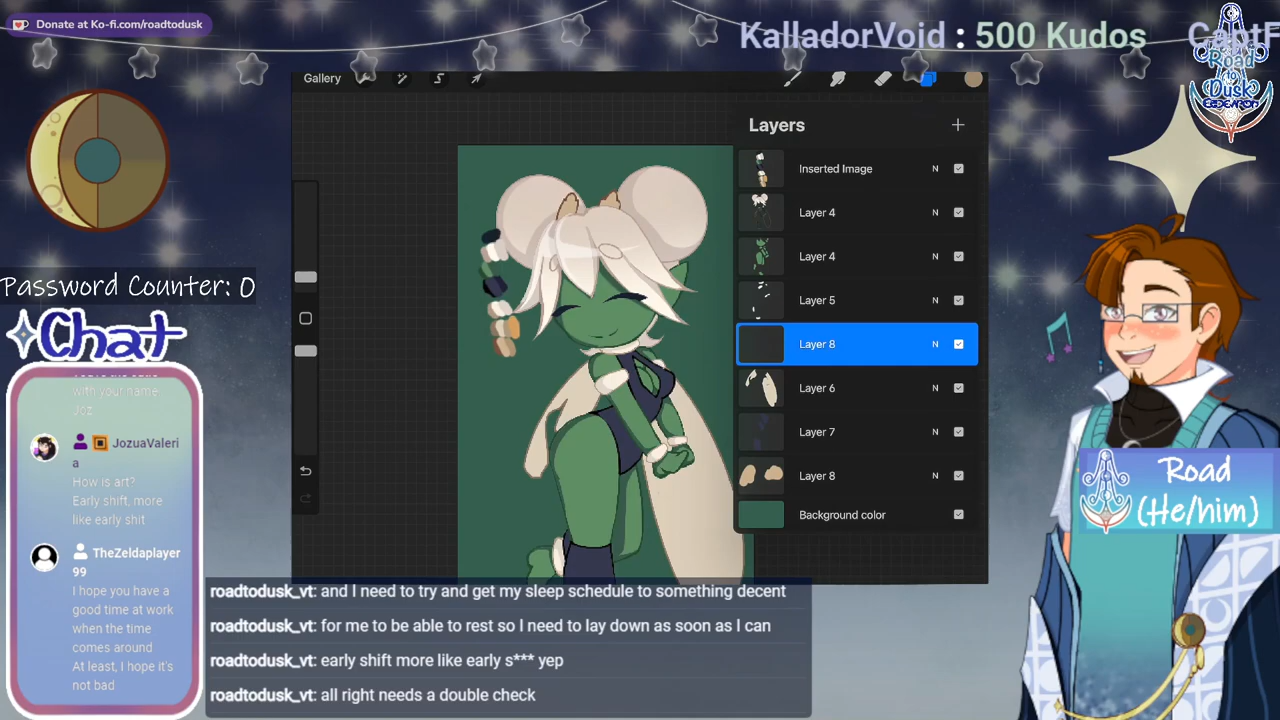 Donate at Ko-fi.com/roadtodusk
KalladorVoid : 500 Kudos
Road
to
Dusk
Gallery
Layers
Inserted Image
N
Layer 4
N
Layer 4
N
Layer 5
N
Layer 8
N
Layer 6
N
Layer 7
N
Layer 8
N
Background color
Password Counter: 0
Chat
with your name
Joz
JozuaValeri
a
How is art?
Early shift, more
like early shit
TheZeldaplayer
99
I hope you have a
good time at work
when the time
comes around
At least, I hope it's
not bad
roadtodusk_vt: and I need to try and get my sleep schedule to something decent
roadtodusk_vt: for me to be able to rest so I need to lay down as soon as I can
roadtodusk_vt: early shift more like early s*** yep
roadtodusk_vt: all right needs a double check
Road
(He/him)